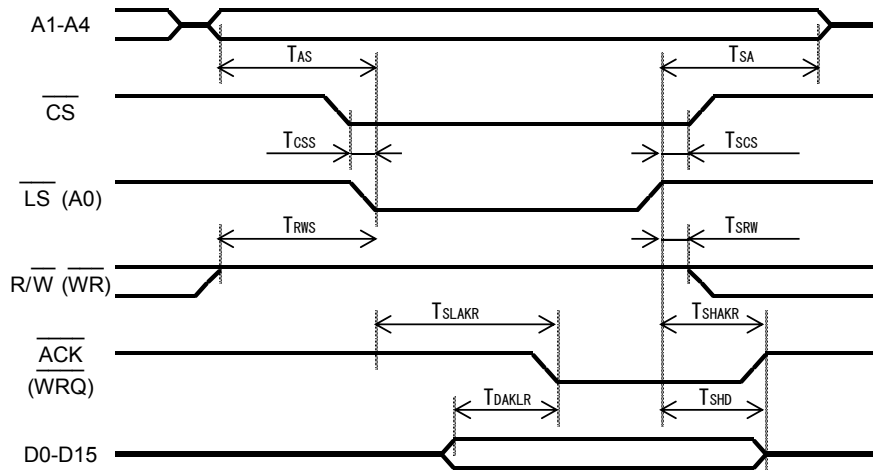 A1-A4
TAS
TSA
CS
TCSS
TSCS
LS (A0)
TRWS
TSRW
R/W (WR)
TSLAKR
TSHAKR
ACK
(WRQ)
TDAKLR
TSHD
D0-D15